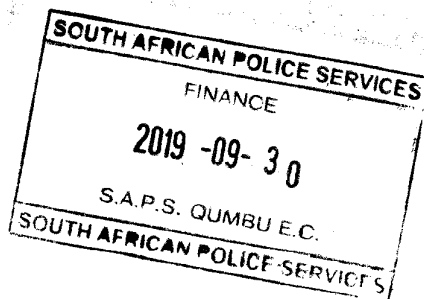 SOUTH AFRICAN POLICE SERVICES
FINANCE
2019 -09- 30
S.A.P.S. QUMBU E.C.
SOUTH AFRICAN POLICE SERVICES